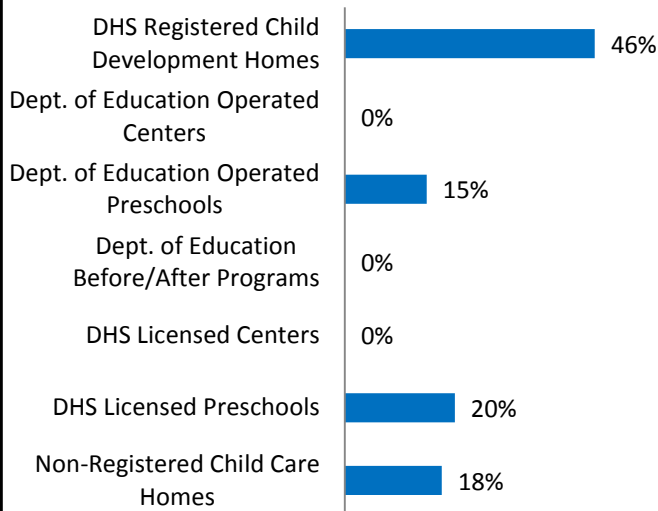 DHS Registered Child
Development Homes
46%
Dept. of Education Operated
Centers
0%
Dept. of Education Operated
Preschools
15%
Dept. of Education
Before/After Programs
0%
DHS Licensed Centers
0%
DHS Licensed Preschools
20%
Non-Registered Child Care
Homes
18%